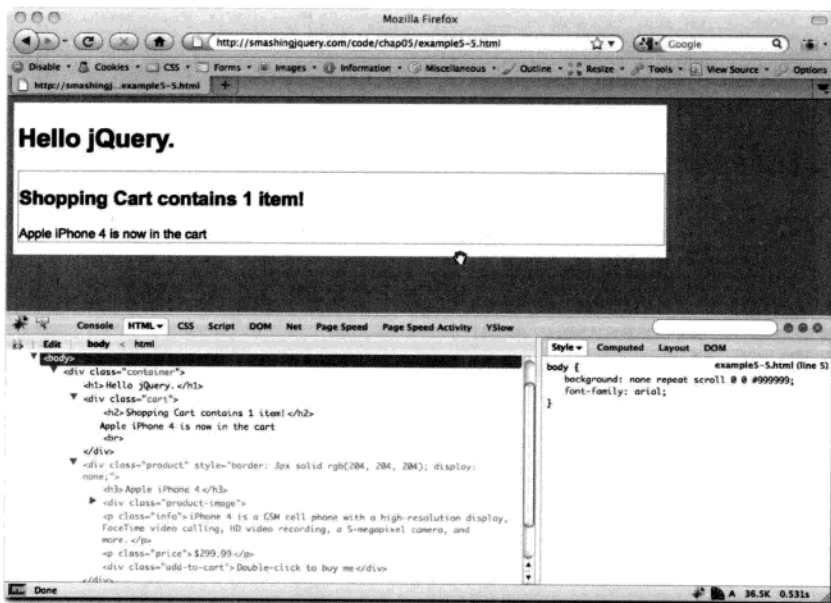 Mozilla Firefox
http://smashingjquery.com/code/chap05/example5-5.html
Google
Disable Cookies CSS Forms Images Information Miscellaneous Outline Resize Tools View Source Options
http://smashingj...example5-5.html
Hello jQuery.
Shopping Cart contains 1 item!
Apple iPhone 4 is now in the cart
Console HTML CSS Script DOM Net Page Speed Page Speed Activity YSlow
Edit body < html
Style Computed Layout DOM
<body>
<div class="container">
<h1>Hello jQuery.</h1>
<div class="cart">
<h2>Shopping Cart contains 1 item!</h2>
Apple iPhone 4 is now in the cart
<br>
</div>
<div class="product" style="border: 3px solid rgb(204, 204, 204); display:
none;">
<h3>Apple iPhone 4</h3>
<div class="product-image">
<p class="info">iPhone 4 is a GSM cell phone with a high-resolution display,
FaceTime video calling, HD video recording, a 5-megapixel camera, and
more.</p>
<p class="price">$299.99</p>
<div class="add-to-cart">Double-click to buy me</div>
</div>
body {
example5-5.html (line 5)
background: none repeat scroll 0 0 #999999;
font-family: arial;
}
Done
A 36.5K 0.531s